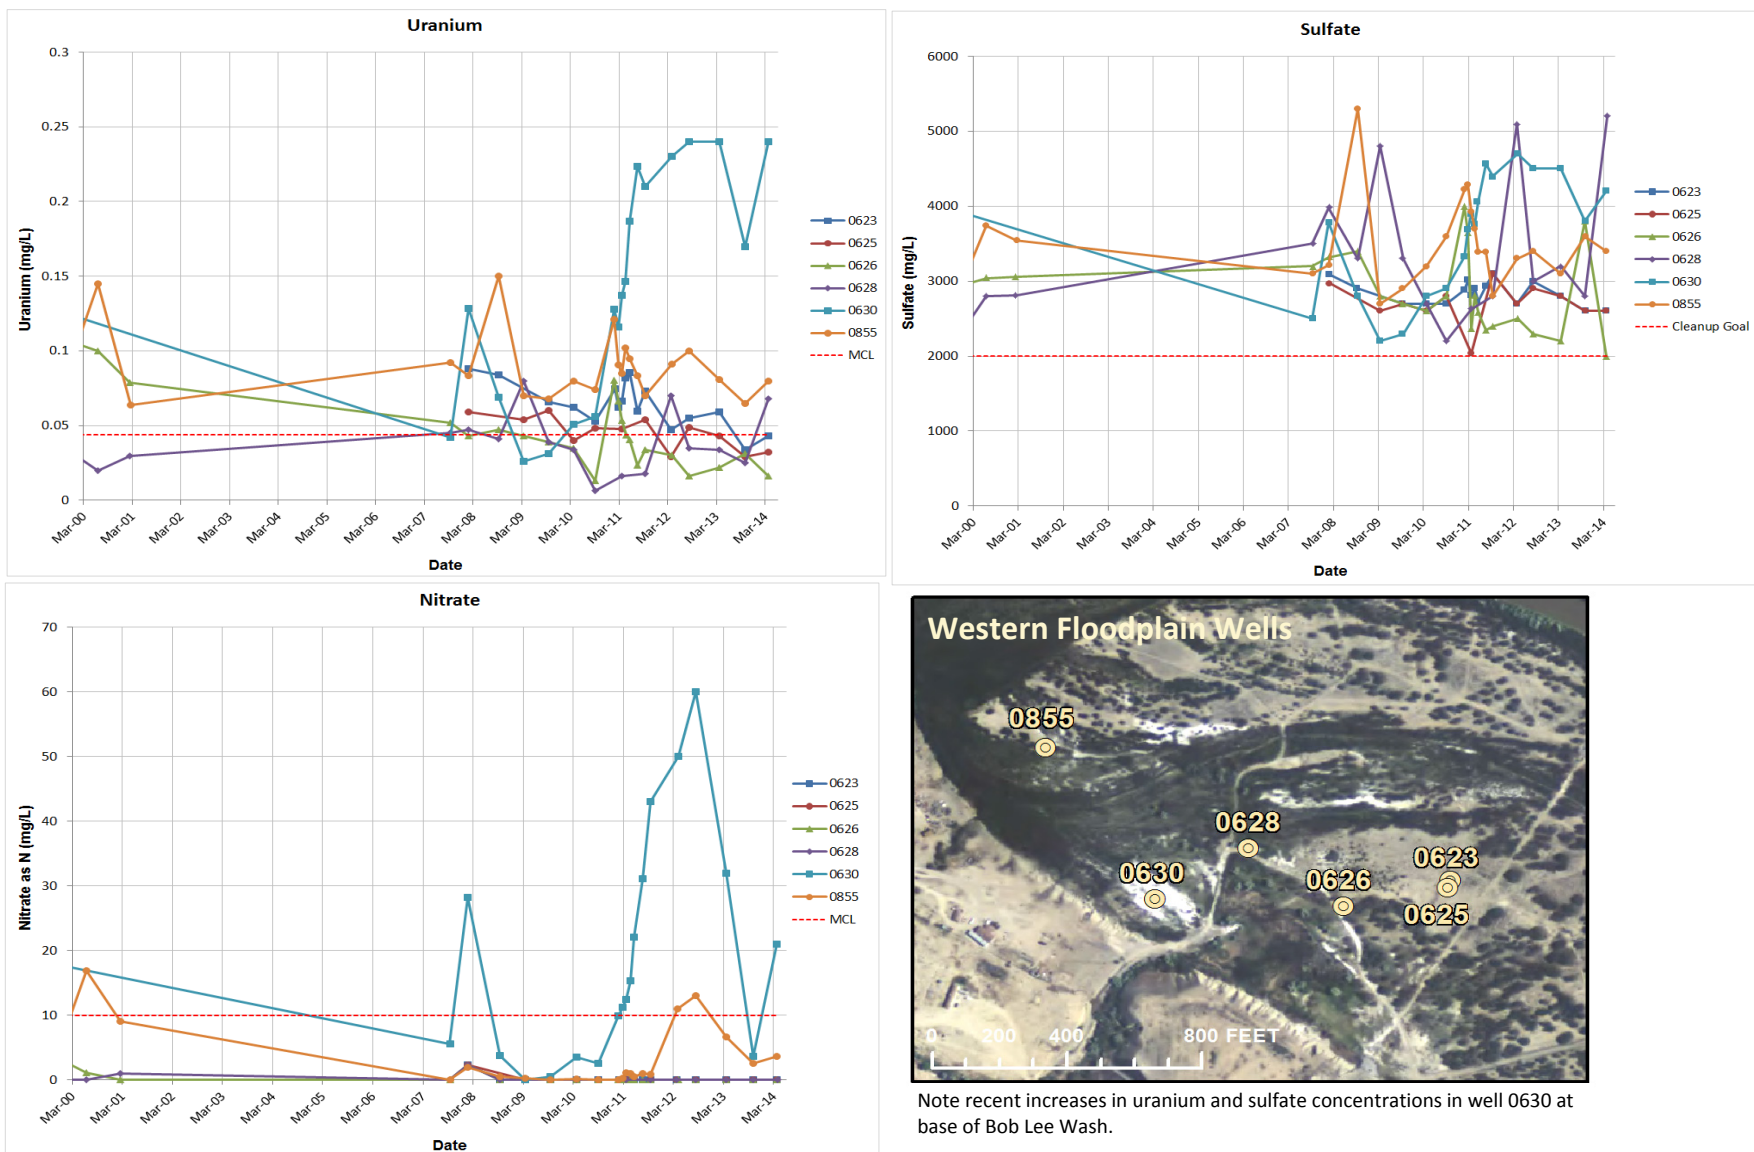 Uranium
Uranium (mg/L)
0.3
0.25
0.2
0.15
0.1
0.05
0
Mar-00
Mar-01
Mar-02
Mar-03
Mar-04
Mar-05
Mar-06
Mar-07
Mar-08
Mar-09
Mar-10
Mar-11
Mar-12
Mar-13
Mar-14
Date
0623
0625
0626
0628
0630
0855
MCL
Sulfate
Sulfate (mg/L)
6000
5000
4000
3000
2000
1000
0
Mar-00
Mar-01
Mar-02
Mar-03
Mar-04
Mar-05
Mar-06
Mar-07
Mar-08
Mar-09
Mar-10
Mar-11
Mar-12
Mar-13
Mar-14
Date
0623
0625
0626
0628
0630
0855
Cleanup Goal
Nitrate
Nitrate as N (mg/L)
70
60
50
40
30
20
10
0
Mar-00
Mar-01
Mar-02
Mar-03
Mar-04
Mar-05
Mar-06
Mar-07
Mar-08
Mar-09
Mar-10
Mar-11
Mar-12
Mar-13
Mar-14
Date
0623
0625
0626
0628
0630
0855
MCL
Western Floodplain Wells
0855
0628
0630
0626
0623
0625
0 200 400 800 FEET
Note recent increases in uranium and sulfate concentrations in well 0630 at
base of Bob Lee Wash.